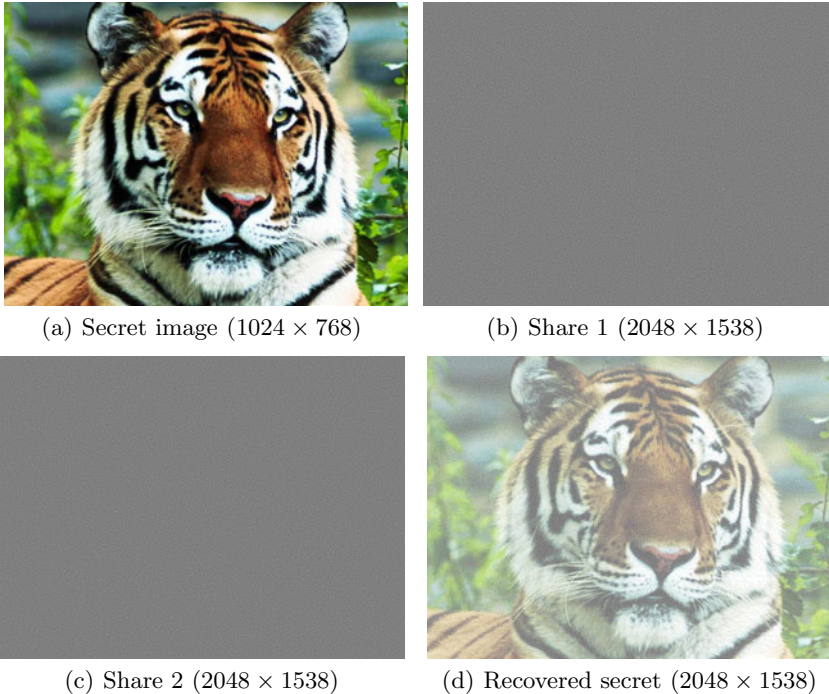 (a) Secret image (1024 × 768)
(b) Share 1 (2048 × 1538)
(c) Share 2 (2048 × 1538)
(d) Recovered secret (2048 × 1538)